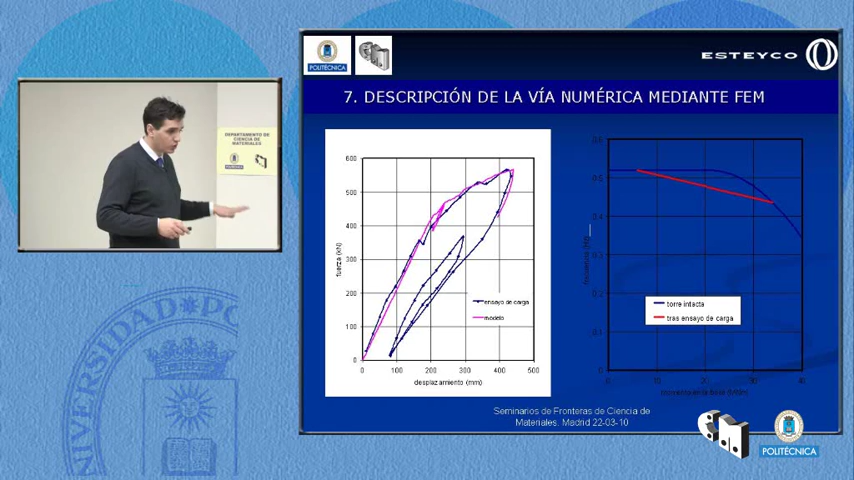 POLITÉCNICA
ESTEYCO
7. DESCRIPCIÓN DE LA VÍA NUMÉRICA MEDIANTE FEM
DEPARTAMENTO DE
CIENCIA DE
MATERIALES
600
500
400
300
200
100
0
fuerza (kN)
0 100 200 300 400 500
desplazamiento (mm)
ensayo de carga
modelo
0.6
0.5
0.4
0.3
0.2
0.1
0
0 10 20 30 40
torre intacta
tras ensayo de carga
Seminarios de Fronteras de Ciencia de
Materiales. Madrid 22-03-10
POLITÉCNICA